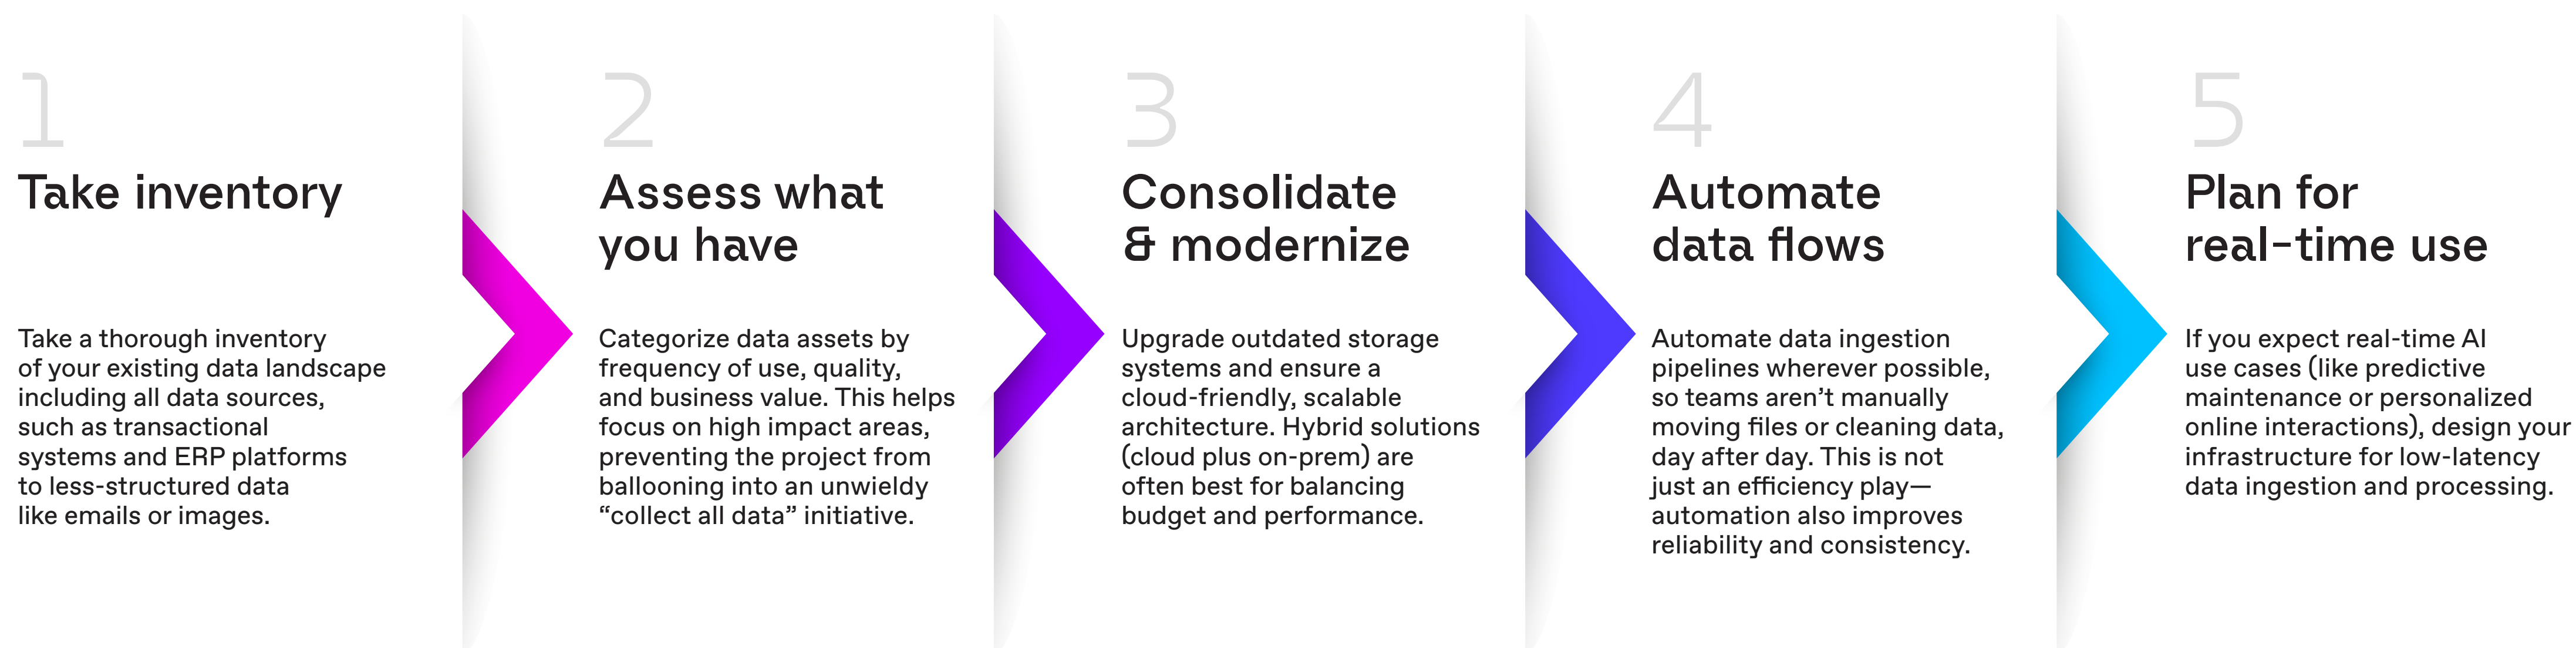 1
Take inventory
Take a thorough inventory
of your existing data landscape
including all data sources,
such as transactional
systems and ERP platforms
to less-structured data
like emails or images.
2
Assess what
you have
Categorize data assets by
frequency of use, quality,
and business value. This helps
focus on high impact areas,
preventing the project from
ballooning into an unwieldy
“collect all data” initiative.
3
Consolidate
& modernize
Upgrade outdated storage
systems and ensure a
cloud-friendly, scalable
architecture. Hybrid solutions
(cloud plus on-prem) are
often best for balancing
budget and performance.
4
Automate
data flows
Automate data ingestion
pipelines wherever possible,
so teams aren’t manually
moving files or cleaning data,
day after day. This is not
just an efficiency play—
automation also improves
reliability and consistency.
5
Plan for
real-time use
If you expect real-time AI
use cases (like predictive
maintenance or personalized
online interactions), design your
infrastructure for low-latency
data ingestion and processing.